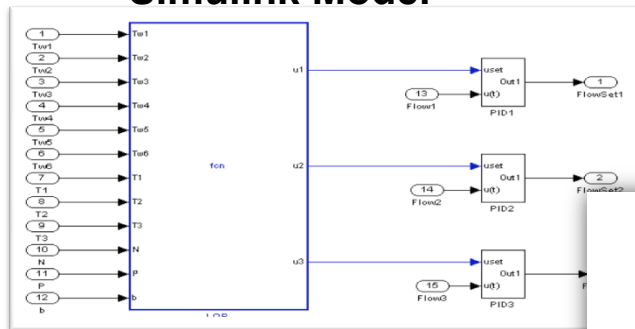 Simulink Model
1
Tw1
2
Tw2
3
Tw3
4
Tw4
5
Tw5
6
Tw6
7
T1
8
T2
9
T3
10
N
11
P
12
b
Tw1
Tw2
Tw3
Tw4
Tw5
Tw6
T1
T2
T3
N
P
b
fcn
u1
u2
u3
LQR
13
Flow1
uset
Out1
u(t)
PID1
1
FlowSet1
14
Flow2
uset
Out1
u(t)
PID2
2
FlowSet2
15
Flow3
uset
Out1
u(t)
PID3
F